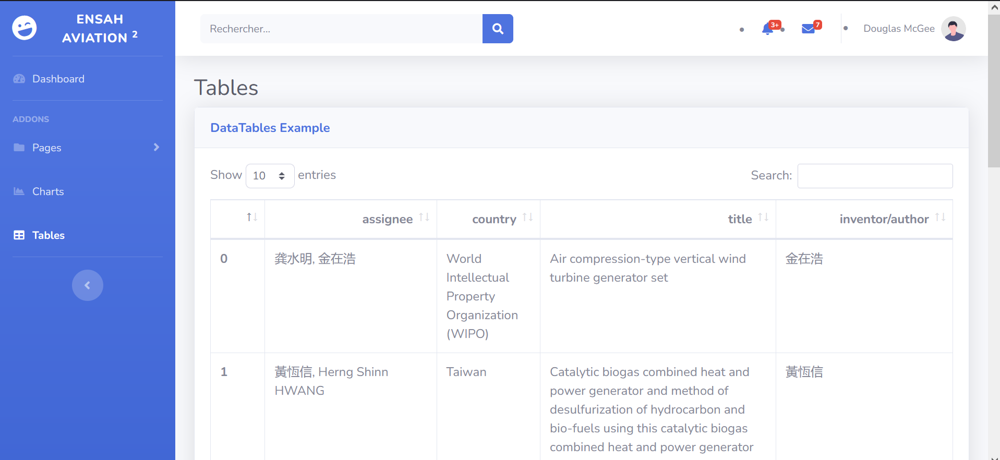 ENSAH
AVIATION 2
Rechercher...
3+
7
Douglas McGee
Dashboard
ADDONS
Pages
Charts
Tables
Tables
DataTables Example
Show 10 entries
Search:
assignee country title inventor/author
0 龚水明, 金在浩 World Air compression-type vertical wind 金在浩
Intellectual turbine generator set
Property
Organization
(WIPO)
1 黃恆信, Herng Shinn Taiwan Catalytic biogas combined heat and 黃恆信
HWANG power generator and method of
desulfurization of hydrocarbon and
bio-fuels using this catalytic biogas
combined heat and power generator